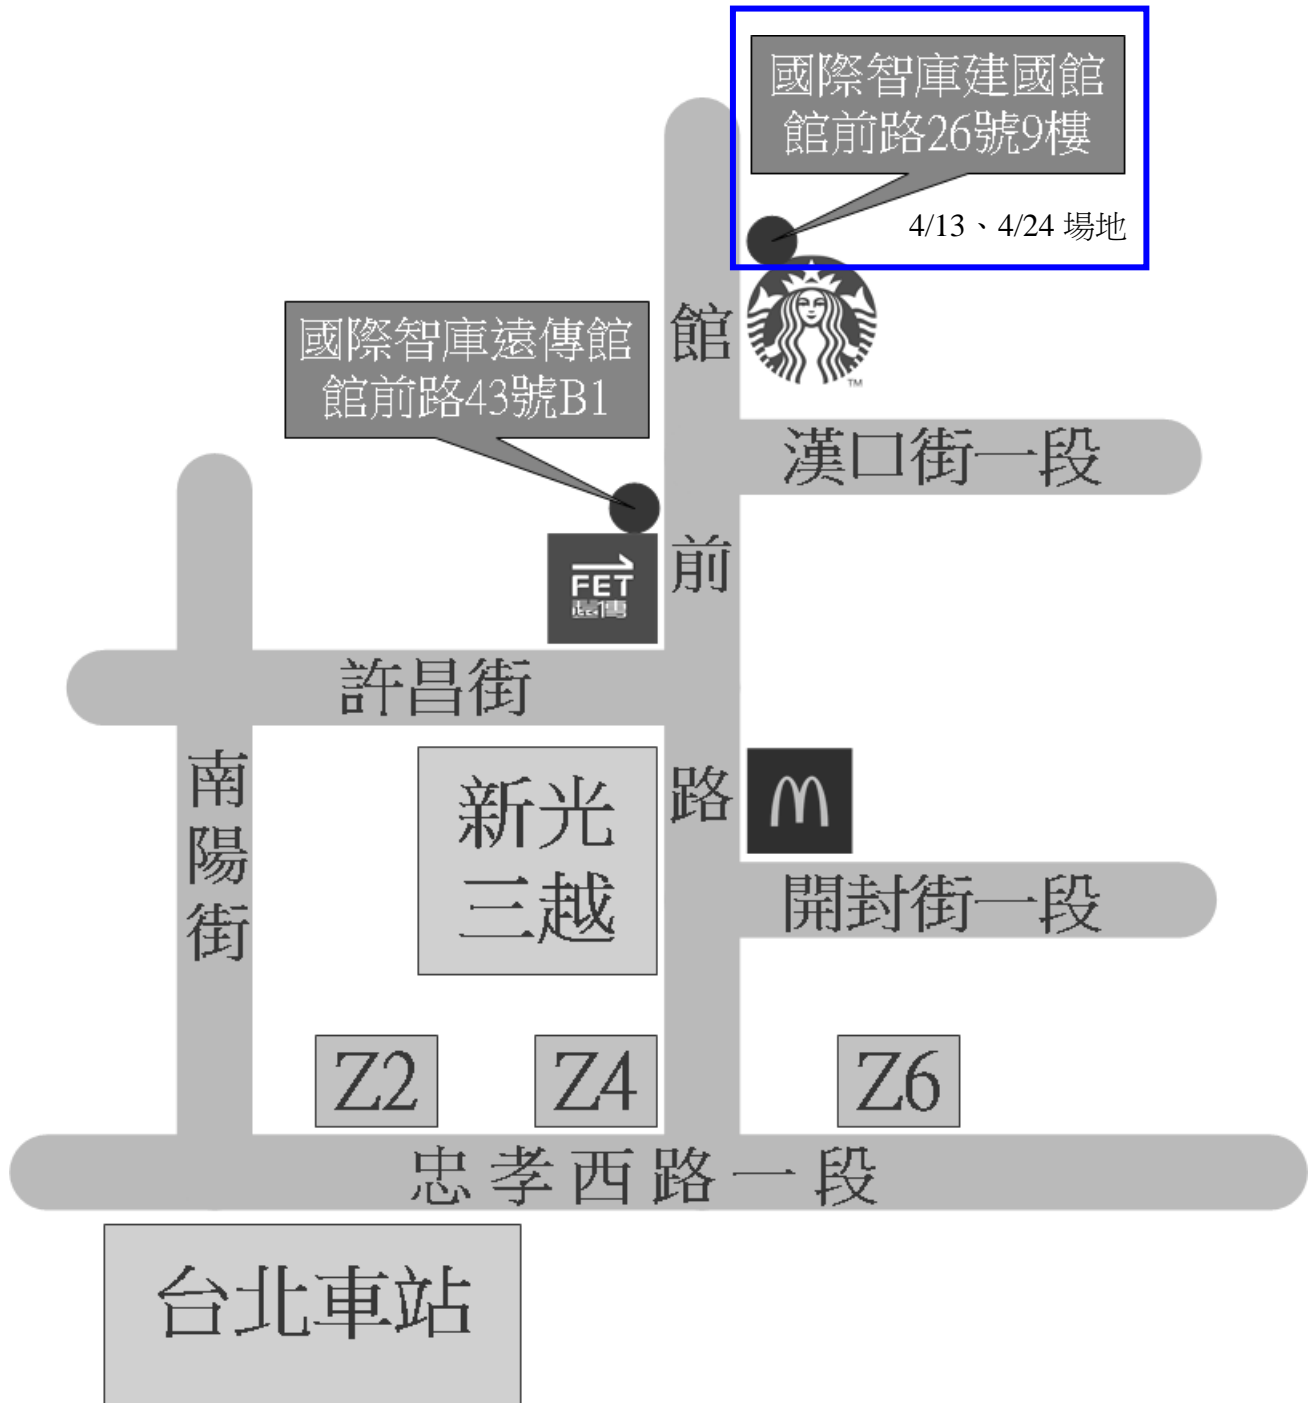 國際智庫建國館
館前路26號9樓
4/13、4/24 場地
國際智庫遠傳館
館前路43號B1
館前路
TM
漢口街一段
FET
遠傳
許昌街
南陽街
新光
三越
開封街一段
Z2
Z4
Z6
忠孝西路一段
台北車站